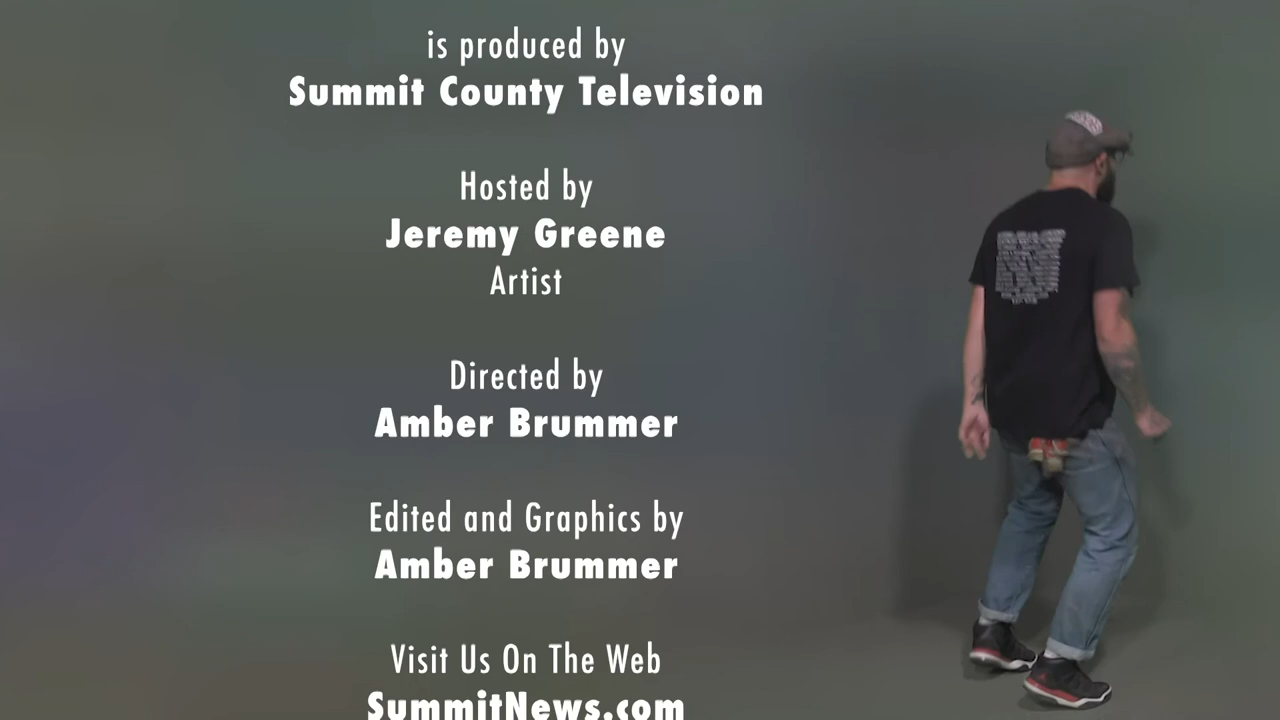 is produced by
Summit County Television
Hosted by
Jeremy Greene
Artist
Directed by
Amber Brummer
Edited and Graphics by
Amber Brummer
Visit Us On The Web
SummitNews.com